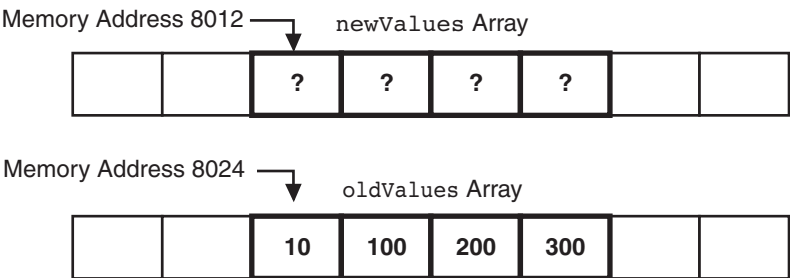 Memory Address 8012
newValues Array
? ? ? ?
Memory Address 8024
oldValues Array
10 100 200 300